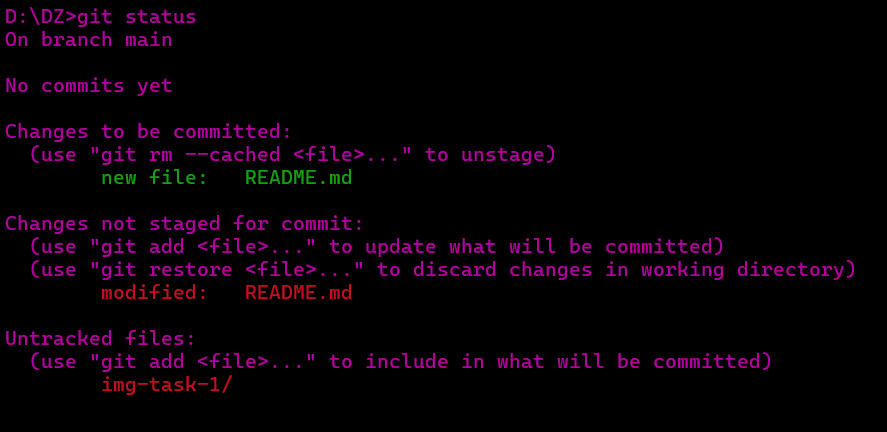 D:\DZ>git status
On branch main

No commits yet

Changes to be committed:
  (use "git rm --cached <file>..." to unstage)
        new file:   README.md

Changes not staged for commit:
  (use "git add <file>..." to update what will be committed)
  (use "git restore <file>..." to discard changes in working directory)
        modified:   README.md

Untracked files:
  (use "git add <file>..." to include in what will be committed)
        img-task-1/